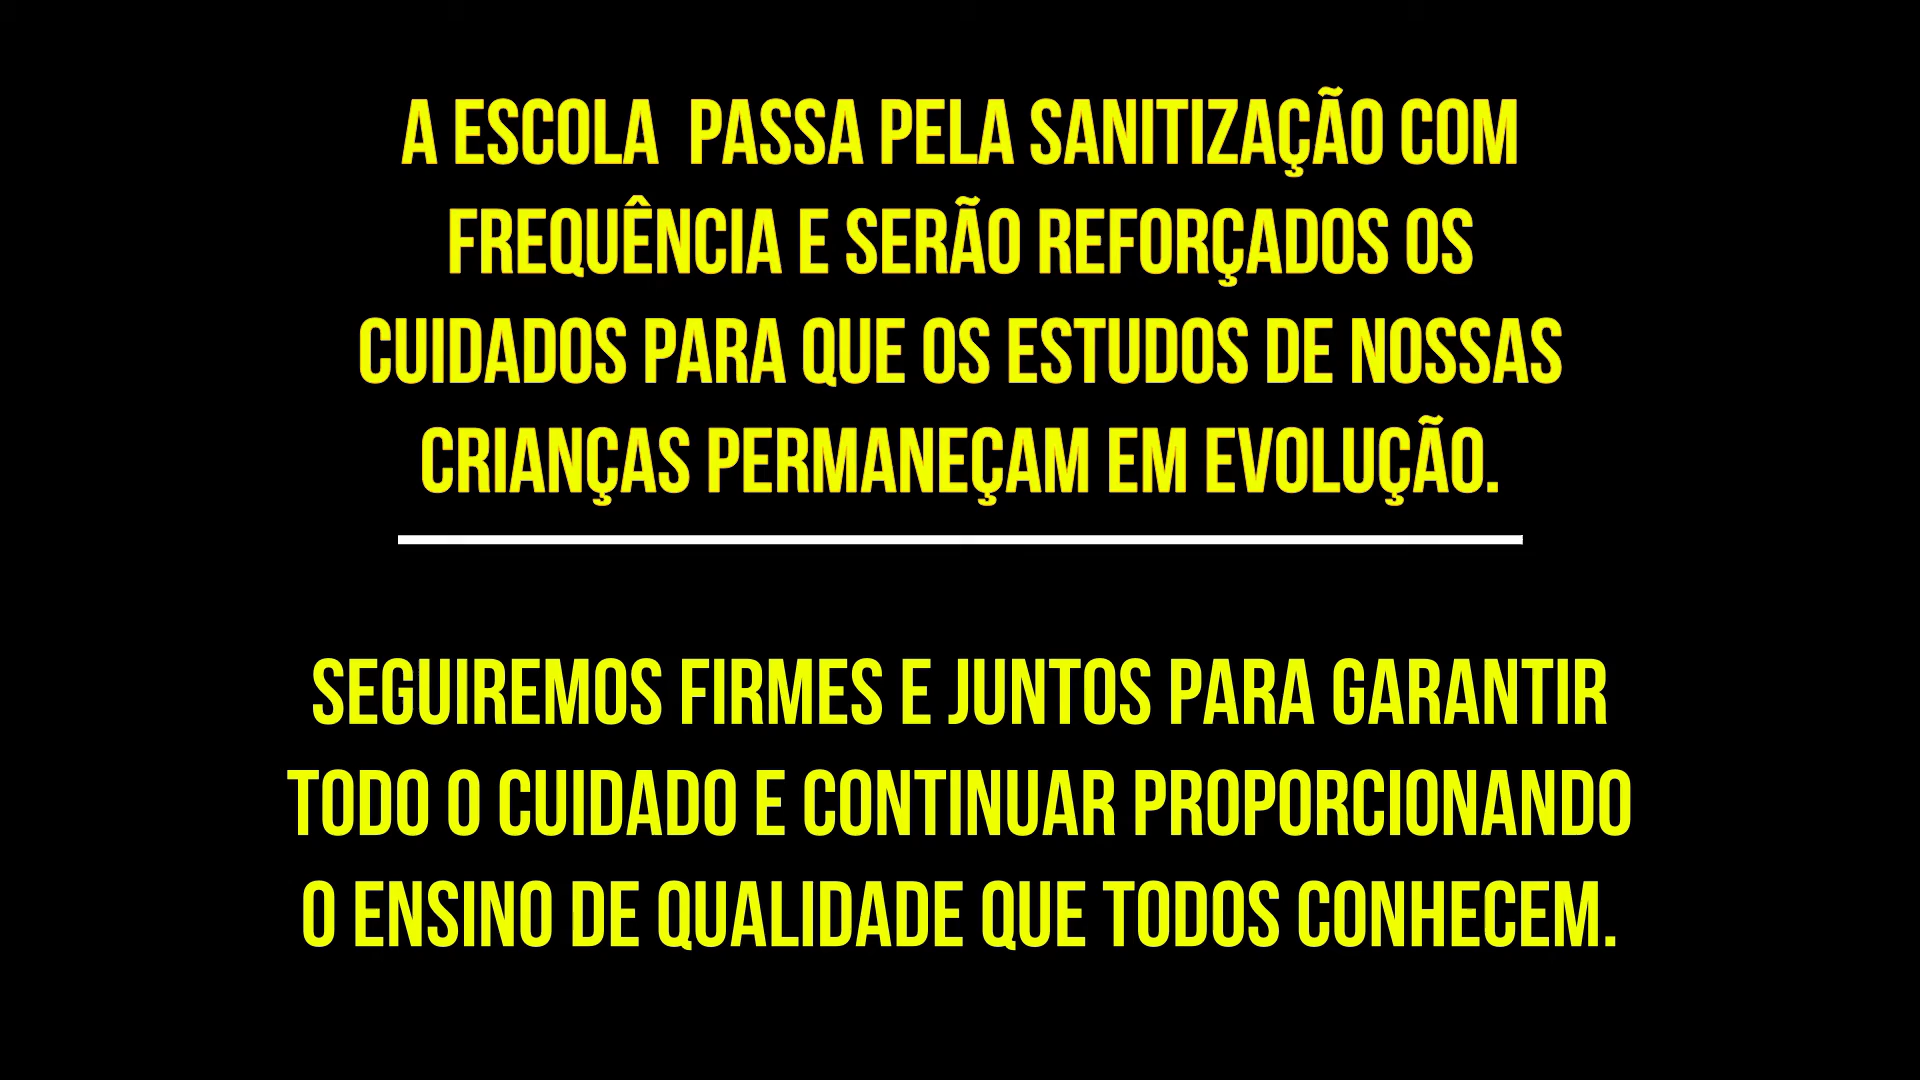 A ESCOLA  PASSA PELA SANITIZAÇÃO COM
FREQUÊNCIA E SERÃO REFORÇADOS OS
CUIDADOS PARA QUE OS ESTUDOS DE NOSSAS
CRIANÇAS PERMANEÇAM EM EVOLUÇÃO.
SEGUIREMOS FIRMES E JUNTOS PARA GARANTIR
TODO O CUIDADO E CONTINUAR PROPORCIONANDO
O ENSINO DE QUALIDADE QUE TODOS CONHECEM.